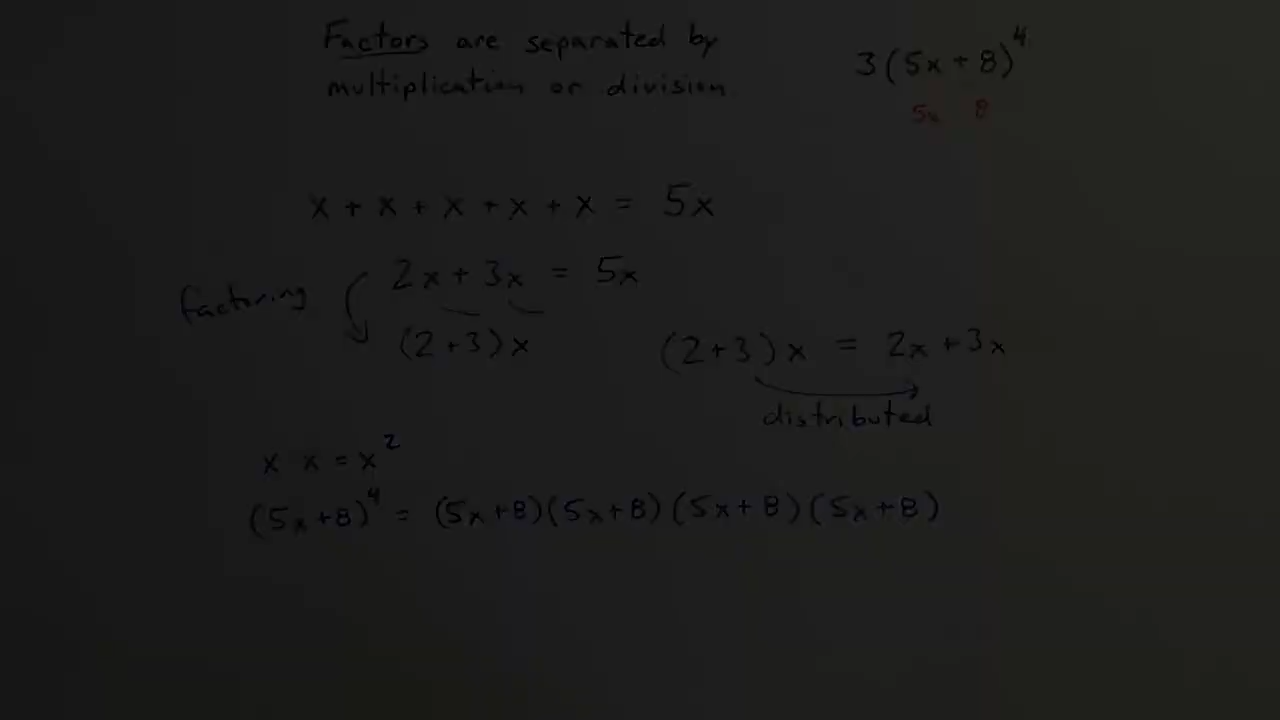 Factors are separated by
multiplication or division
3(5x + 8)^4
5x 8
x + x + x + x + x = 5x
2x + 3x = 5x
factoring
(2+3)x
(2+3)x = 2x+3x
distributed
x x = x^2
(5x+8)^4 = (5x+8)(5x+8)(5x+8)(5x+8)